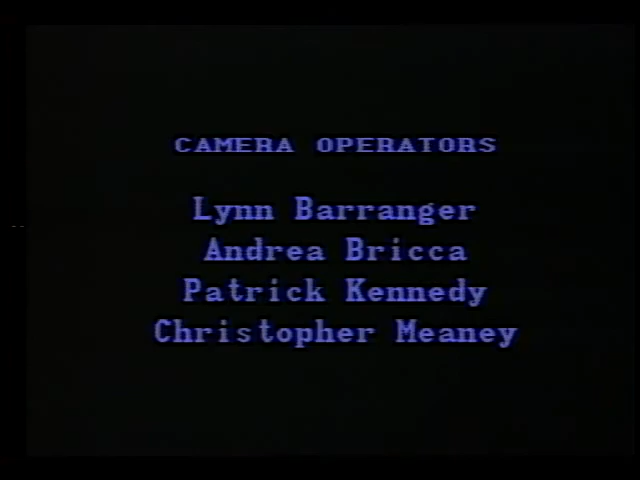 CAMERA OPERATORS
Lynn Barranger
Andrea Bricca
Patrick Kennedy
Christopher Meaney